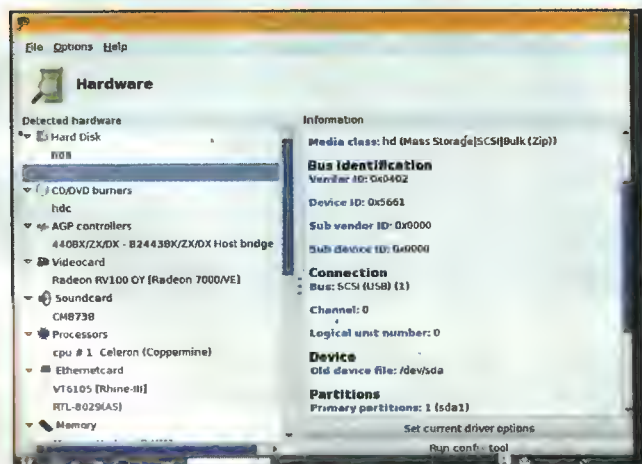 File Options Help
Hardware
Detected hardware
Hard Disk
CD/DVD burners
hdc
AGP controllers
440BX/ZX/DX - 82443BX/ZX/DX Host bridge
Videocard
Radeon RV100 QY [Radeon 7000/VE]
Soundcard
CM8738
Processors
cpu # 1 Celeron (Coppermine)
Ethernetcard
VT6105 [Rhine-III]
RTL-8029(AS)
Memory
Information
Media class: hd (Mass Storage|SCSI|Bulk (Zip))
Bus Identification
Vendor ID: 0x0402
Device ID: 0x5661
Sub vendor ID: 0x0000
Sub device ID: 0x0000
Connection
Bus: SCSI (USB) (1)
Channel: 0
Logical unit number: 0
Device
Old device file: /dev/sda
Partitions
Primary partitions: 1 (sda1)
Set current driver options
Run config tool